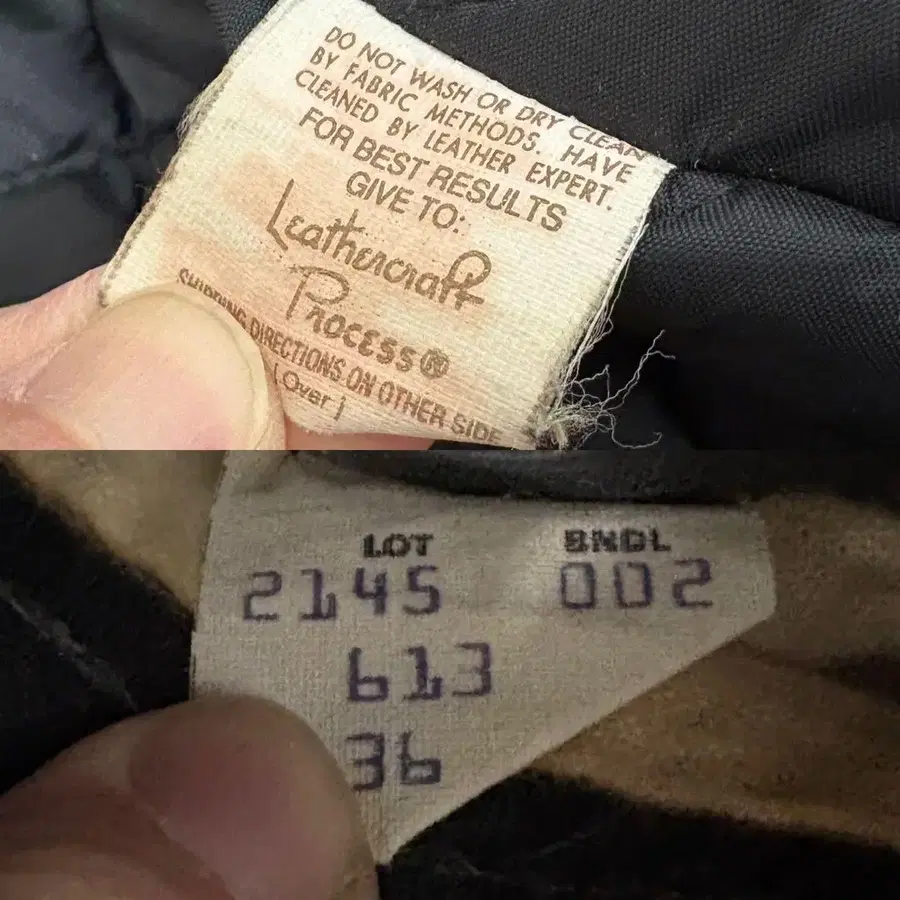 DO NOT WASH OR DRY CLEAN
BY FABRIC METHODS. HAVE
CLEANED BY LEATHER EXPERT.
FOR BEST RESULTS
GIVE TO:
Leathercraft
Process®
SHIPPING DIRECTIONS ON OTHER SIDE
(Over)
LOT BNDL
2145 002
613
36